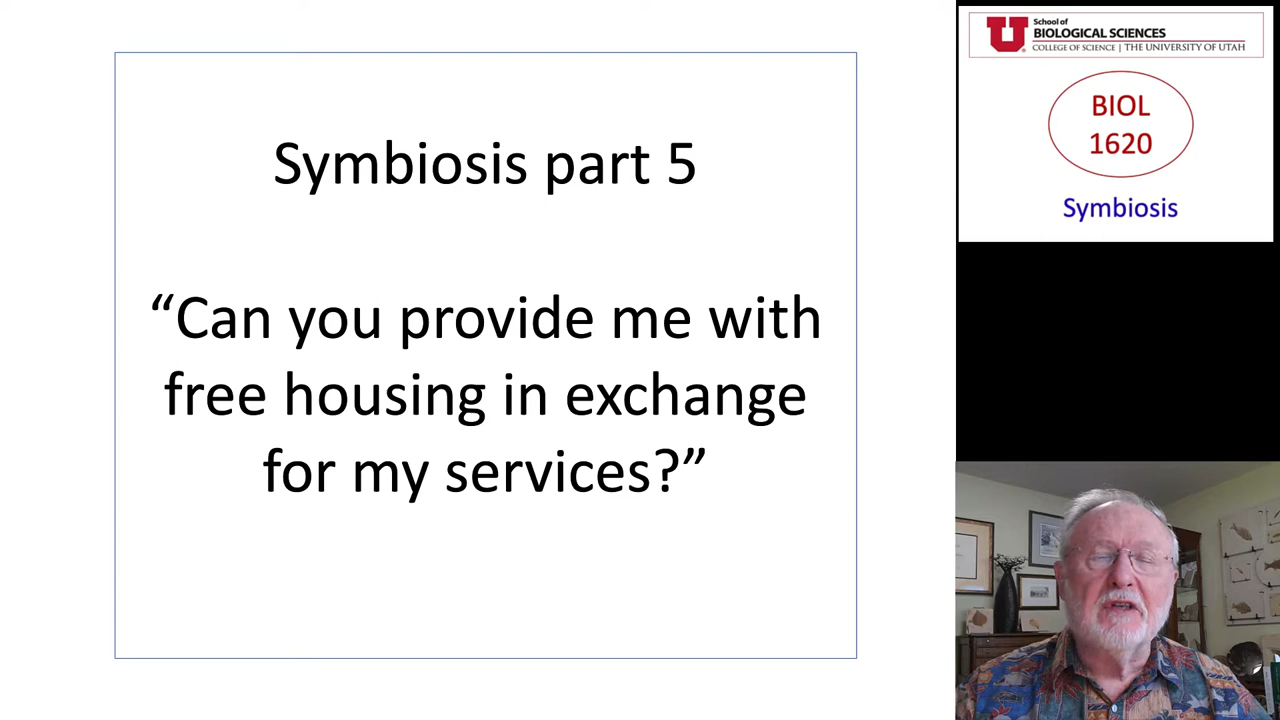 Symbiosis part 5
“Can you provide me with
free housing in exchange
for my services?”
School of
BIOLOGICAL SCIENCES
COLLEGE OF SCIENCE | THE UNIVERSITY OF UTAH
BIOL
1620
Symbiosis